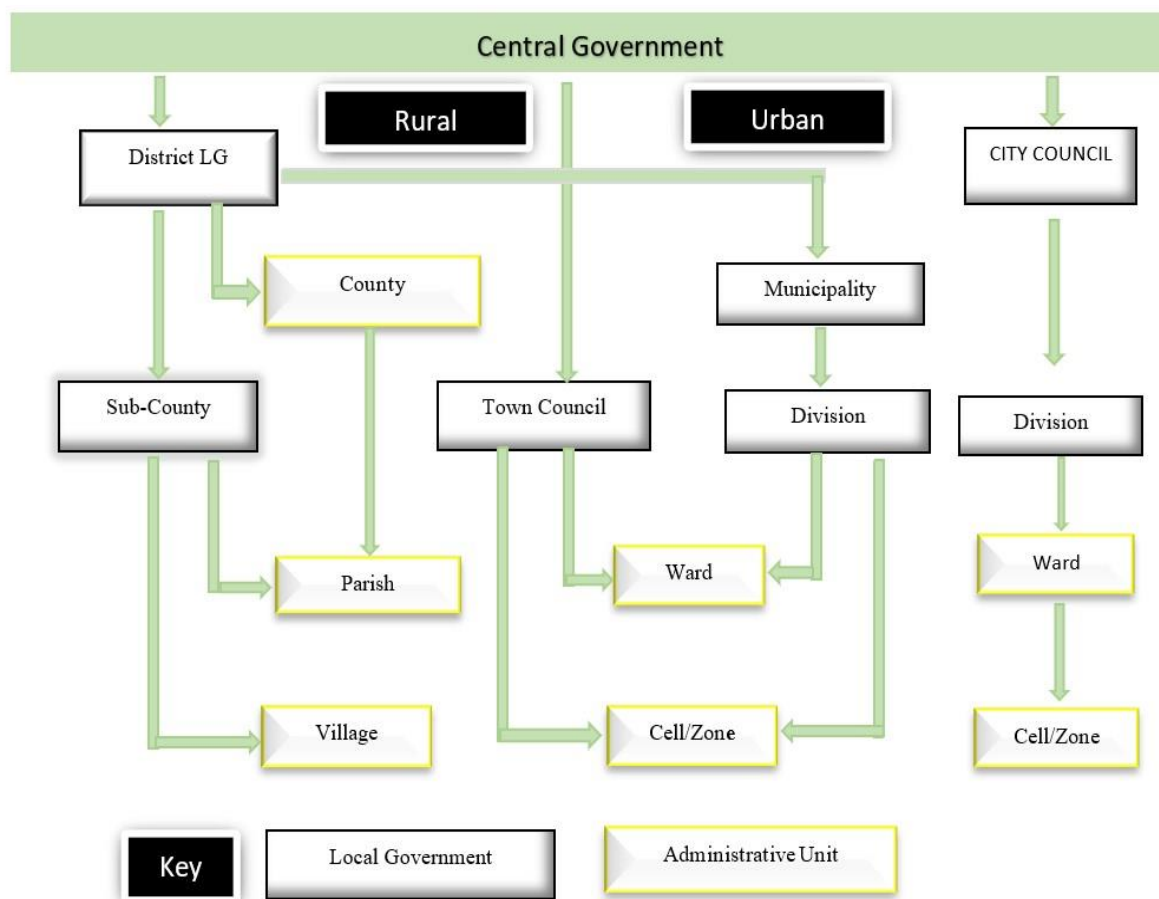 Central Government
Rural
Urban
District LG
CITY COUNCIL
County
Municipality
Sub-County
Town Council
Division
Division
Parish
Ward
Ward
Village
Cell/Zone
Cell/Zone
Key
Local Government
Administrative Unit